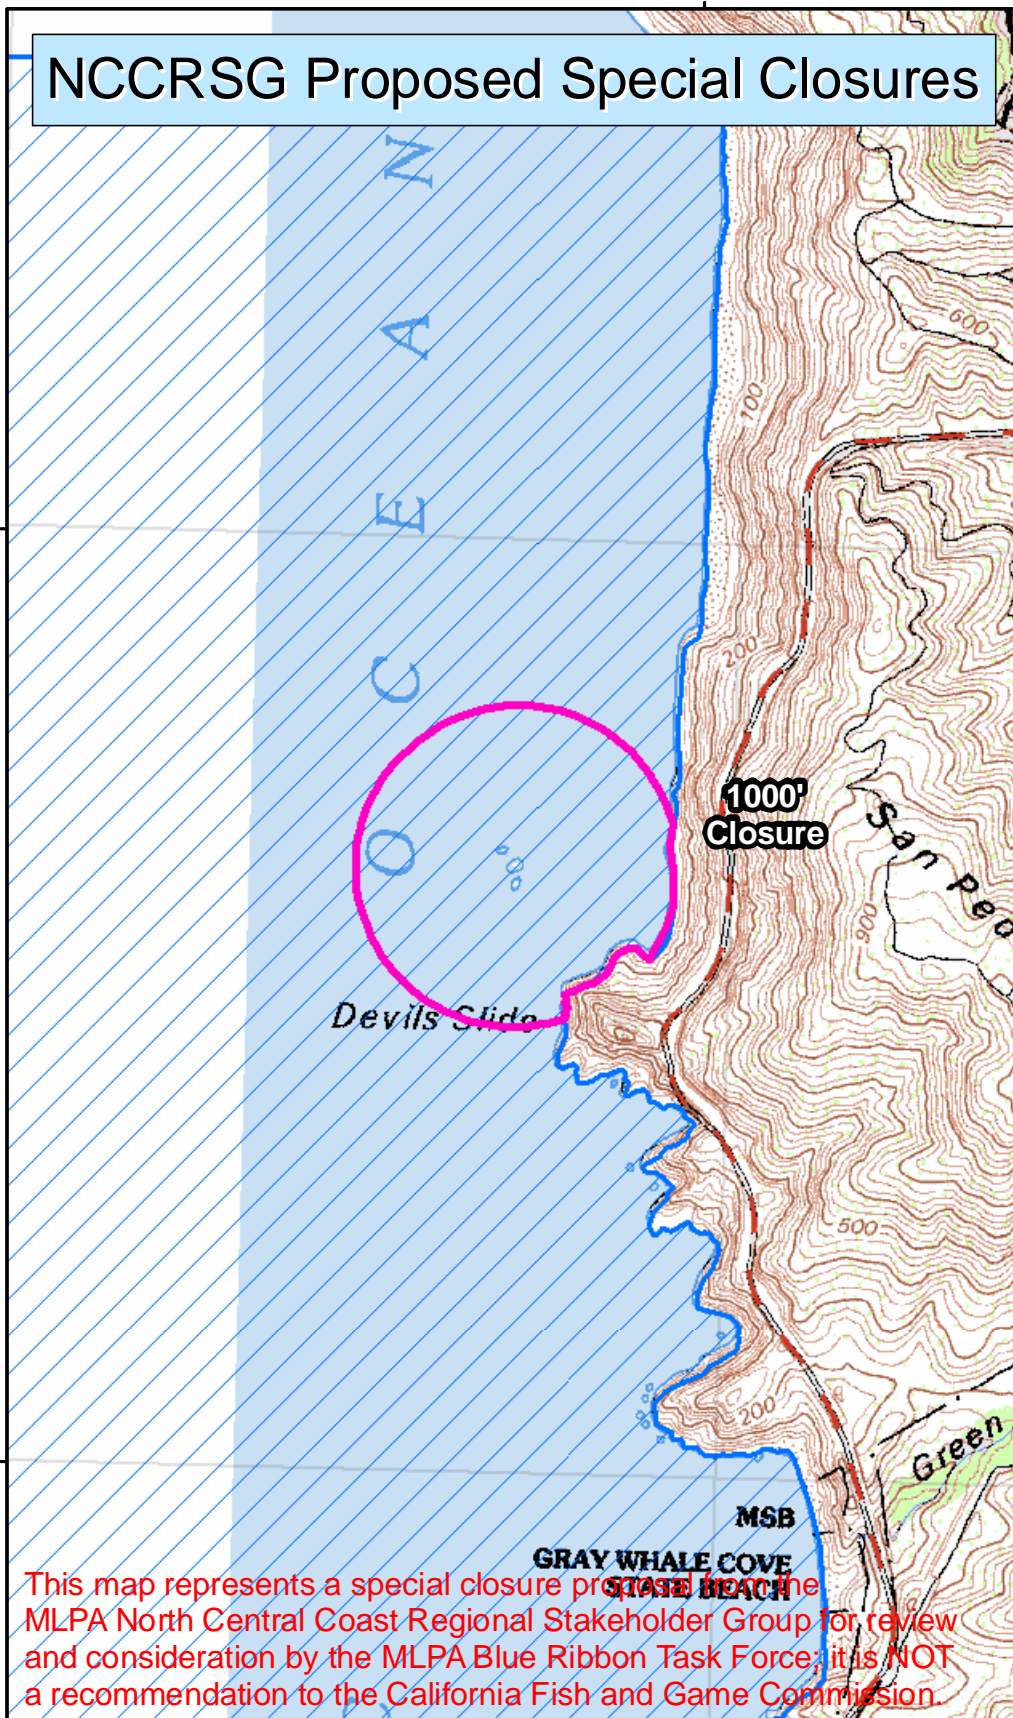 NCCRSG Proposed Special Closures
OCEAN
600
100
200
1000'
Closure
San Ped
900
Devils Slide
500
200
Green
MSB
GRAY WHALE COVE
STATE BEACH
This map represents a special closure proposal from the
MLPA North Central Coast Regional Stakeholder Group for review
and consideration by the MLPA Blue Ribbon Task Force; it is NOT
a recommendation to the California Fish and Game Commission.